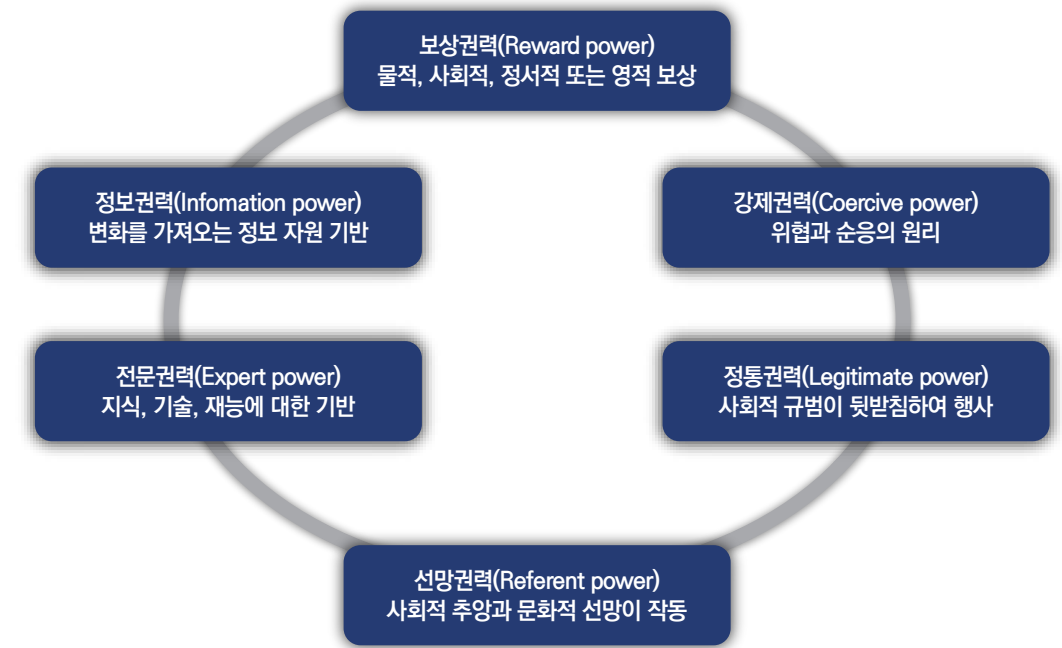 보상권력(Reward power)
물적, 사회적, 정서적 또는 영적 보상
정보권력(Infomation power)
변화를 가져오는 정보 자원 기반
강제권력(Coercive power)
위협과 순응의 원리
전문권력(Expert power)
지식, 기술, 재능에 대한 기반
정통권력(Legitimate power)
사회적 규범이 뒷받침하여 행사
선망권력(Referent power)
사회적 추앙과 문화적 선망이 작동